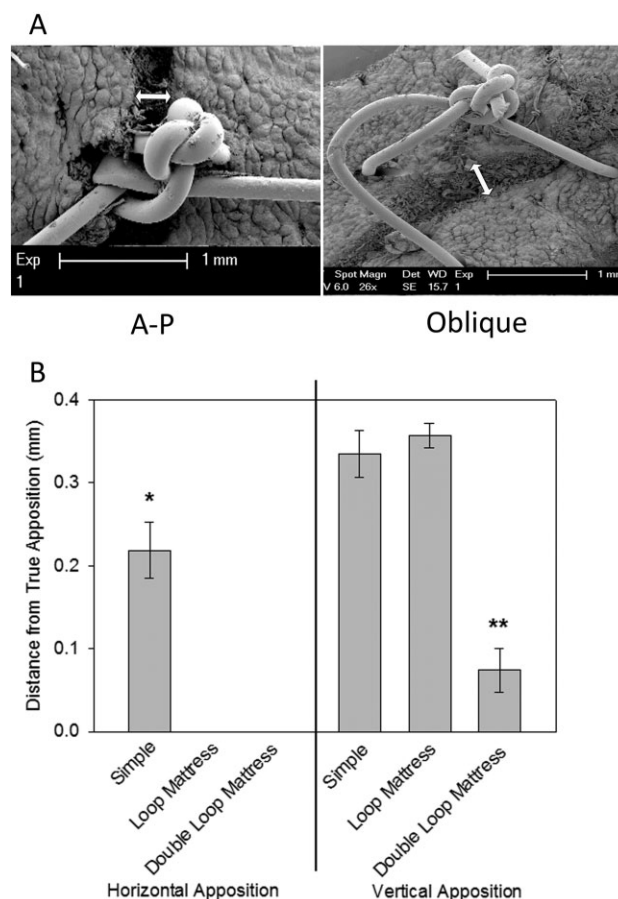 A
Exp
1
1 mm
Spot Magn Det WD Exp
V 6.0 26x SE 15.7 1
1 mm
A-P
Oblique
B
Distance from True Apposition (mm)
0.4
0.3
0.2
0.1
0.0
*
**
Simple
Loop Mattress
Double Loop Mattress
Simple
Loop Mattress
Double Loop Mattress
Horizontal Apposition
Vertical Apposition